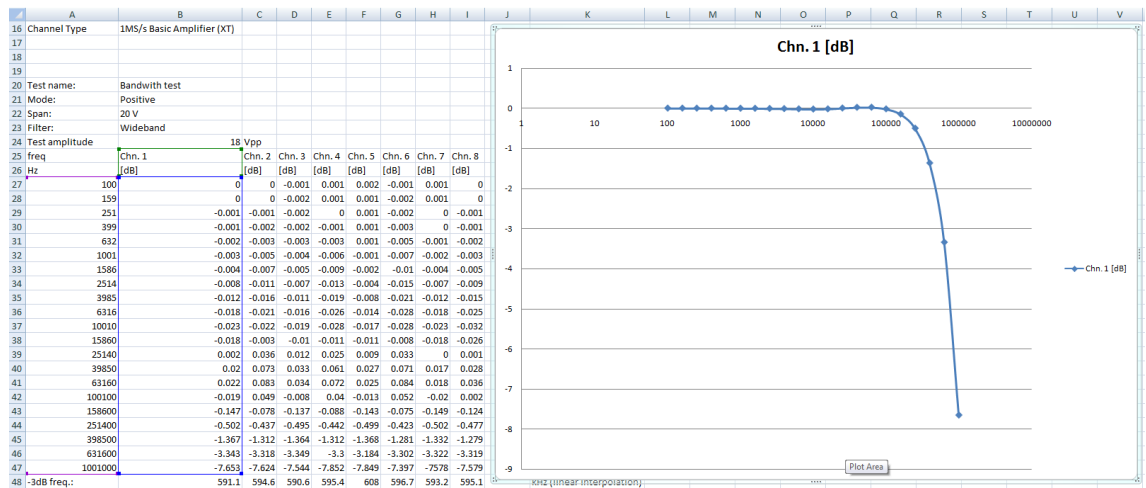 A B C D E F G H I J K L M N O P Q R S T U V
16 Channel Type 1MS/s Basic Amplifier (XT)
17
18
19
20 Test name: Bandwith test
21 Mode: Positive
22 Span: 20 V
23 Filter: Wideband
24 Test amplitude 18 Vpp
25 freq Chn. 1 Chn. 2 Chn. 3 Chn. 4 Chn. 5 Chn. 6 Chn. 7 Chn. 8
26 Hz [dB] [dB] [dB] [dB] [dB] [dB] [dB] [dB]
27 100 0 0 -0.001 0.001 0.002 -0.001 0.001 0
28 159 0 0 -0.002 0.001 0.001 -0.002 0.001 0
29 251 -0.001 -0.001 -0.002 0 0.001 -0.002 0 -0.001
30 399 -0.001 -0.002 -0.002 -0.001 0.001 -0.003 0 -0.001
31 632 -0.002 -0.003 -0.003 -0.003 0.001 -0.005 -0.001 -0.002
32 1001 -0.003 -0.005 -0.004 -0.006 -0.001 -0.007 -0.002 -0.003
33 1586 -0.004 -0.007 -0.005 -0.009 -0.002 -0.01 -0.004 -0.005
34 2514 -0.008 -0.011 -0.007 -0.013 -0.004 -0.015 -0.007 -0.009
35 3985 -0.012 -0.016 -0.011 -0.019 -0.008 -0.021 -0.012 -0.015
36 6316 -0.018 -0.021 -0.016 -0.026 -0.014 -0.028 -0.018 -0.025
37 10010 -0.023 -0.022 -0.019 -0.028 -0.017 -0.028 -0.023 -0.032
38 15860 -0.018 -0.003 -0.01 -0.011 -0.011 -0.008 -0.018 -0.026
39 25140 0.002 0.036 0.012 0.025 0.009 0.033 0 0.001
40 39850 0.02 0.073 0.033 0.061 0.027 0.071 0.017 0.028
41 63160 0.022 0.083 0.034 0.072 0.025 0.084 0.018 0.036
42 100100 -0.019 0.049 -0.008 0.04 -0.013 0.052 -0.02 0.002
43 158600 -0.147 -0.078 -0.137 -0.088 -0.143 -0.075 -0.149 -0.124
44 251400 -0.502 -0.437 -0.495 -0.442 -0.499 -0.423 -0.502 -0.477
45 398500 -1.367 -1.312 -1.364 -1.312 -1.368 -1.281 -1.332 -1.279
46 631600 -3.343 -3.318 -3.349 -3.3 -3.184 -3.302 -3.322 -3.319
47 1001000 -7.653 -7.624 -7.544 -7.852 -7.849 -7.397 -7578 -7.579
48 -3dB freq.: 591.1 594.6 590.6 595.4 608 596.7 593.2 595.1 KHz (linear interpolation)
Chn. 1 [dB]
1
0
1 10 100 1000 10000 100000 1000000 10000000
-1
-2
-3
-4
-5
-6
-7
-8
-9
Chn. 1 [dB]
Plot Area